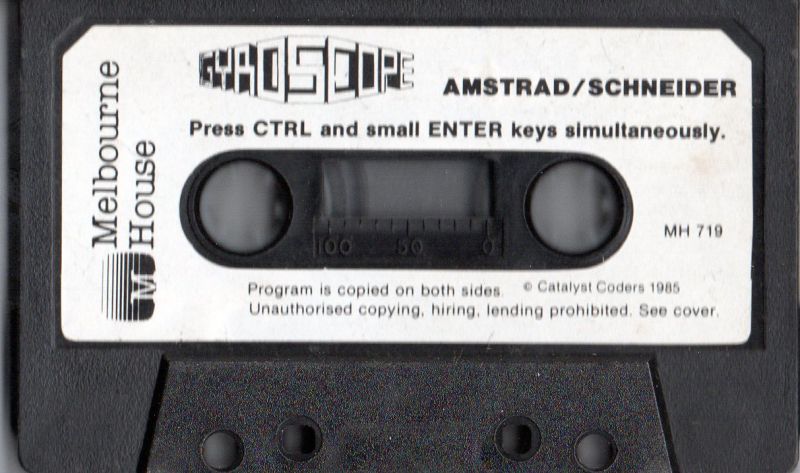 GYROSCOPE
AMSTRAD/SCHNEIDER
Press CTRL and small ENTER keys simultaneously.
Melbourne
House
M
100 50 0
MH 719
Program is copied on both sides. © Catalyst Coders 1985
Unauthorised copying, hiring, lending prohibited. See cover.